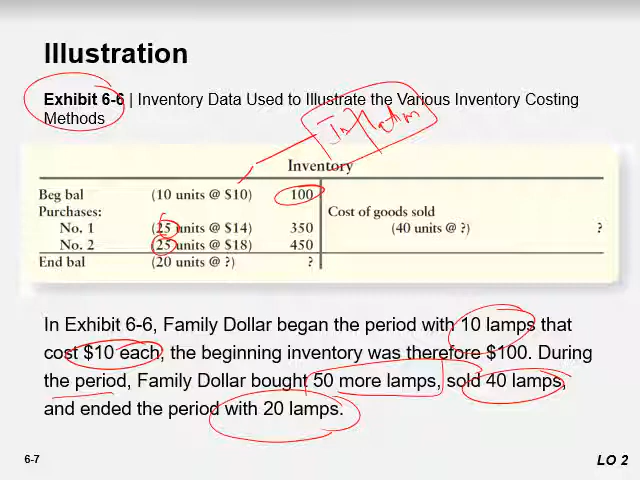 Illustration
Exhibit 6-6 | Inventory Data Used to Illustrate the Various Inventory Costing
Methods
Inflation
Inventory
Beg bal (10 units @ $10) 100
Purchases: Cost of goods sold
No. 1 (25 units @ $14) 350 (40 units @ ?) ?
No. 2 (25 units @ $18) 450
End bal (20 units @ ?) ?
In Exhibit 6-6, Family Dollar began the period with 10 lamps that
cost $10 each, the beginning inventory was therefore $100. During
the period, Family Dollar bought 50 more lamps, sold 40 lamps,
and ended the period with 20 lamps.
6-7 LO 2